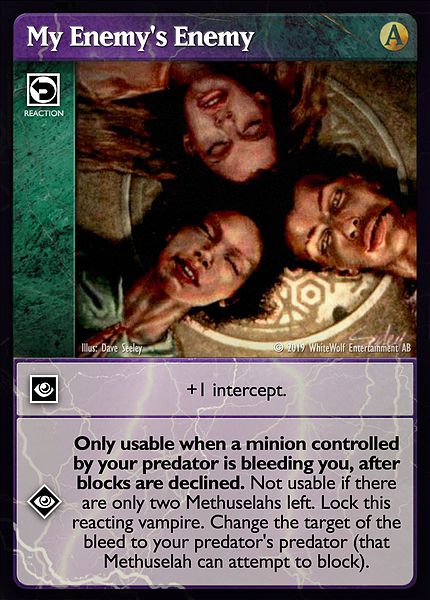 My Enemy's Enemy
A
REACTION
Illus: Dave Seeley
© 2019 WhiteWolf Entertainment AB
+1 intercept.
Only usable when a minion controlled
by your predator is bleeding you, after
blocks are declined. Not usable if there
are only two Methuselahs left. Lock this
reacting vampire. Change the target of the
bleed to your predator's predator (that
Methuselah can attempt to block).